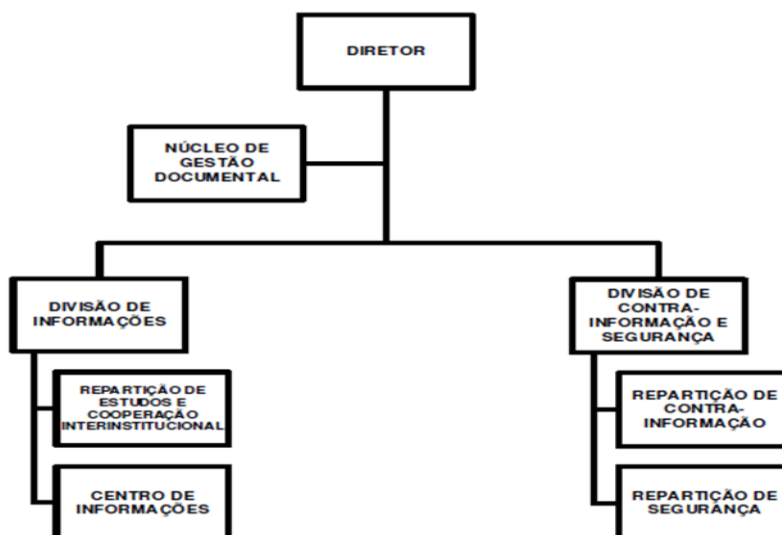 DIRETOR
NÚCLEO DE
GESTÃO
DOCUMENTAL
DIVISÃO DE
INFORMAÇÕES
DIVISÃO DE
CONTRA-
INFORMAÇÃO E
SEGURANÇA
REPARTIÇÃO DE
ESTUDOS E
COOPERAÇÃO
INTERINSTITUCIONAL
REPARTIÇÃO DE
CONTRA-
INFORMAÇÃO
CENTRO DE
INFORMAÇÕES
REPARTIÇÃO DE
SEGURANÇA